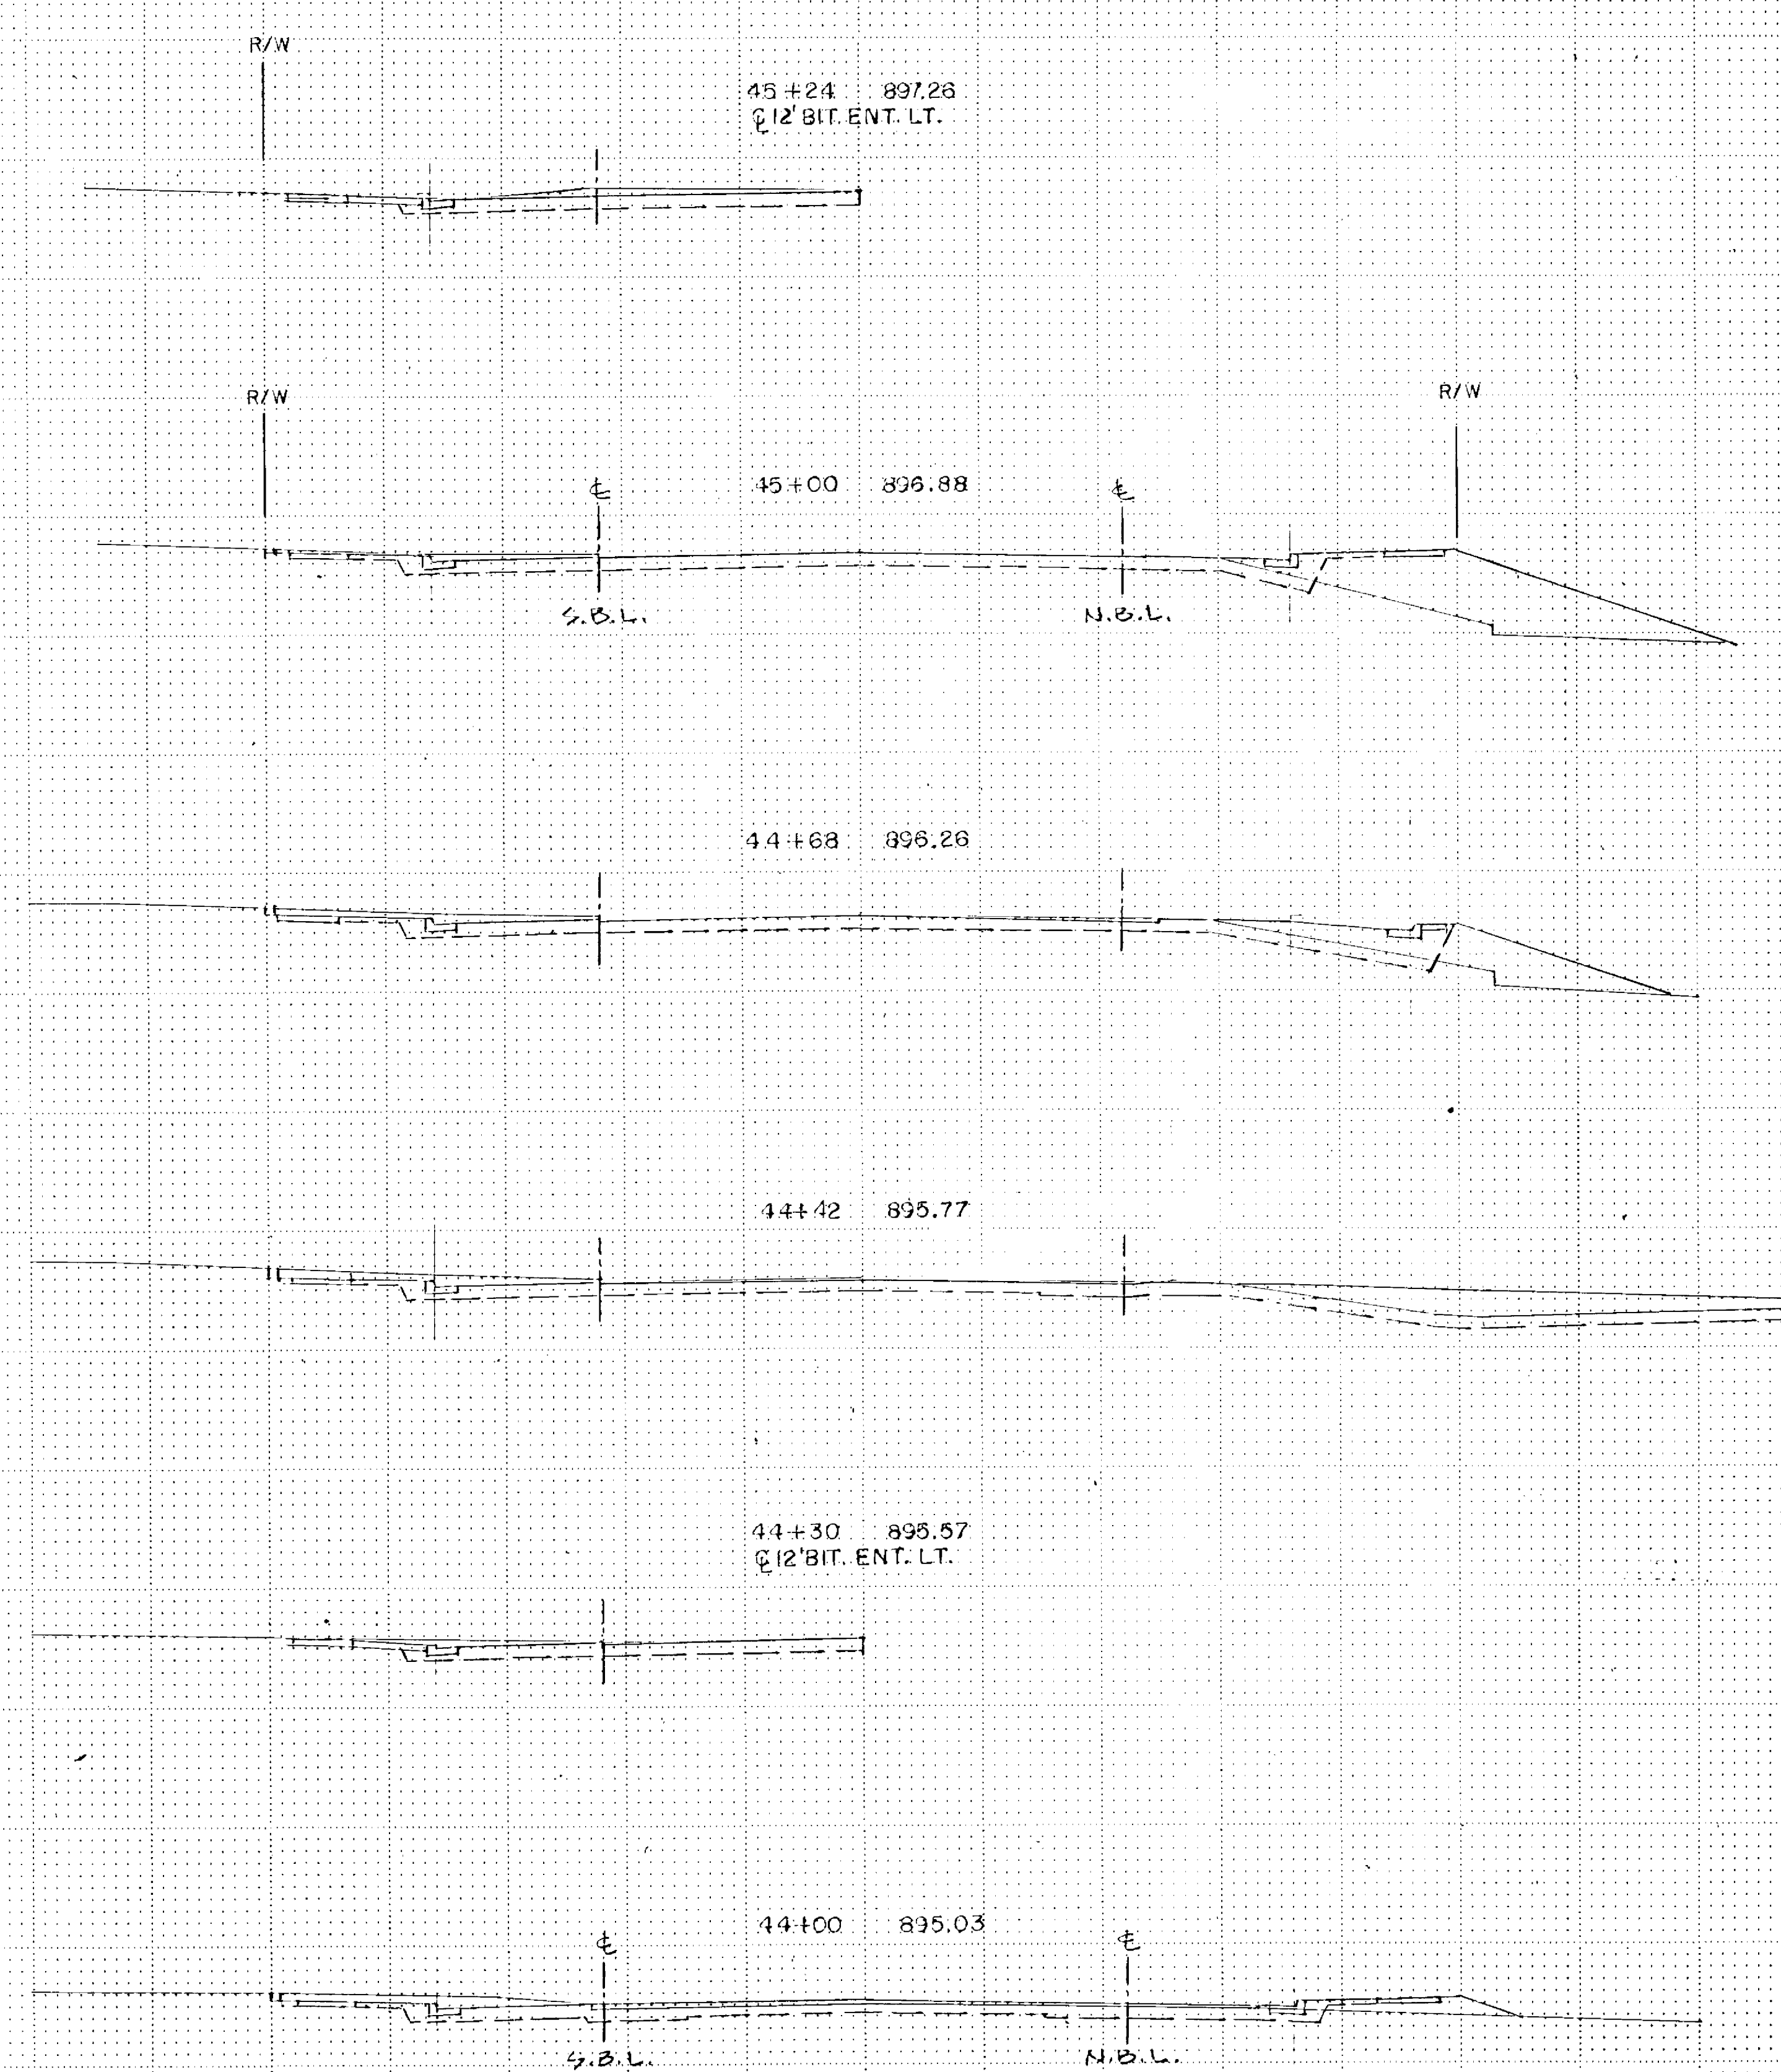 R/W
45+24 897.26
℄ 12' BIT. ENT. LT.
R/W
R/W
℄ 45+00 896.88 ℄
S.B.L. N.B.L.
44+68 896.26
44+42 895.77
44+30 895.57
℄ 12' BIT. ENT. LT.
44+00 895.03
℄ ℄
S.B.L. N.B.L.